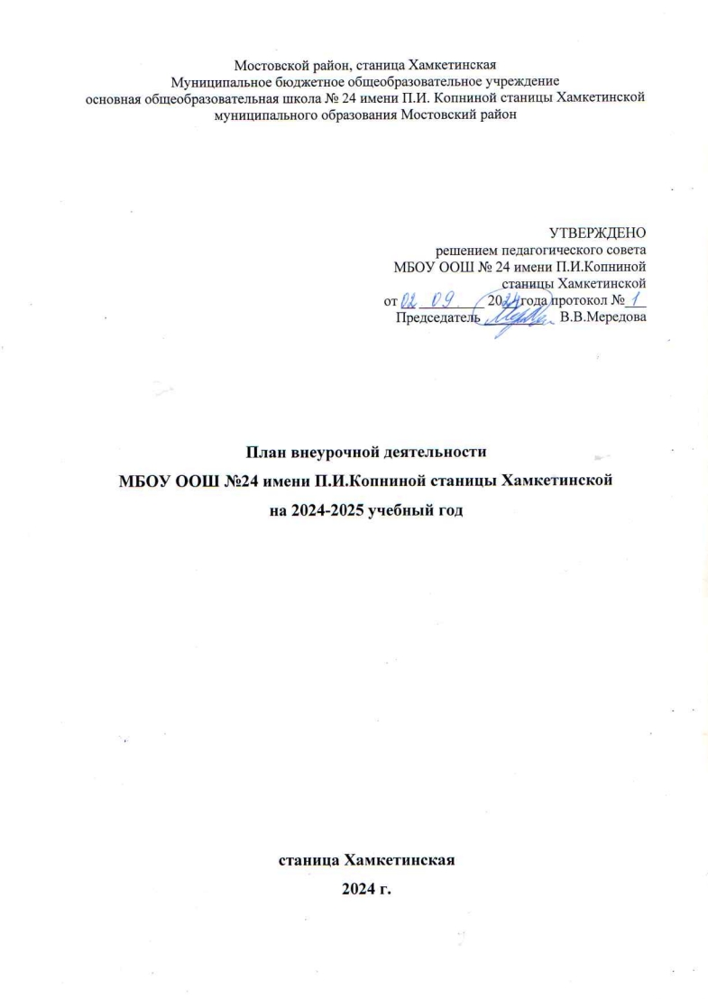 Мостовской район, станица Хамкетинская
Муниципальное бюджетное общеобразовательное учреждение
основная общеобразовательная школа № 24 имени П.И. Копниной станицы Хамкетинской
муниципального образования Мостовский район
УТВЕРЖДЕНО
решением педагогического совета
МБОУ ООШ № 24 имени П.И.Копниной
станицы Хамкетинской
от 02 09 2024 года протокол № 1
Председатель В.В.Мередова
План внеурочной деятельности
МБОУ ООШ №24 имени П.И.Копниной станицы Хамкетинской
на 2024-2025 учебный год
станица Хамкетинская
2024 г.